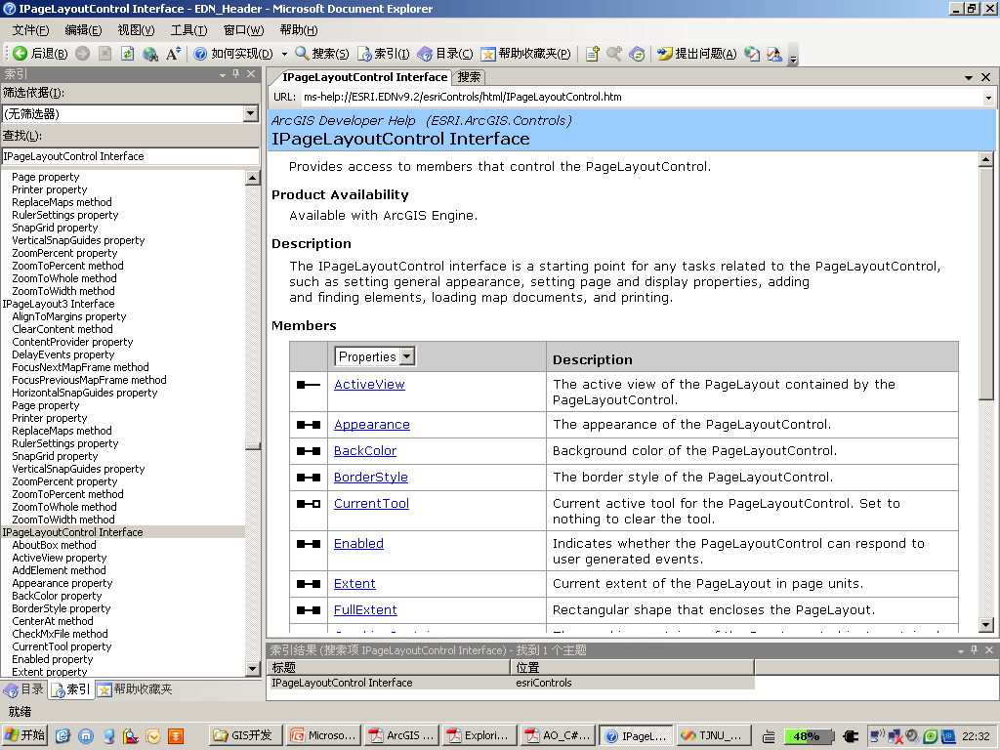 IPageLayoutControl Interface - EDN_Header - Microsoft Document Explorer
文件(F) 编辑(E) 视图(V) 工具(T) 窗口(W) 帮助(H)
后退(B) 如何实现(D) 搜索(S) 索引(I) 目录(C) 帮助收藏夹(P) 提出问题(A)
索引
筛选依据(I):
(无筛选器)
查找(L):
IPageLayoutControl Interface
Page property
Printer property
ReplaceMaps method
RulerSettings property
SnapGrid property
VerticalSnapGuides property
ZoomPercent property
ZoomToPercent method
ZoomToWhole method
ZoomToWidth method
IPageLayout3 Interface
AlignToMargins property
ClearContent method
ContentProvider property
DelayEvents property
FocusNextMapFrame method
FocusPreviousMapFrame method
HorizontalSnapGuides property
Page property
Printer property
ReplaceMaps method
RulerSettings property
SnapGrid property
VerticalSnapGuides property
ZoomPercent property
ZoomToPercent method
ZoomToWhole method
ZoomToWidth method
IPageLayoutControl Interface
AboutBox method
ActiveView property
AddElement method
Appearance property
BackColor property
BorderStyle property
CenterAt method
CheckMxFile method
CurrentTool property
Enabled property
Extent property
目录 索引 帮助收藏夹
IPageLayoutControl Interface 搜索
URL: ms-help://ESRI.EDNv9.2/esriControls/html/IPageLayoutControl.htm
ArcGIS Developer Help (ESRI.ArcGIS.Controls)
IPageLayoutControl Interface
Provides access to members that control the PageLayoutControl.
Product Availability
Available with ArcGIS Engine.
Description
The IPageLayoutControl interface is a starting point for any tasks related to the PageLayoutControl,
such as setting general appearance, setting page and display properties, adding
and finding elements, loading map documents, and printing.
Members
Properties Description
ActiveView The active view of the PageLayout contained by the
PageLayoutControl.
Appearance The appearance of the PageLayoutControl.
BackColor Background color of the PageLayoutControl.
BorderStyle The border style of the PageLayoutControl.
CurrentTool Current active tool for the PageLayoutControl. Set to
nothing to clear the tool.
Enabled Indicates whether the PageLayoutControl can respond to
user generated events.
Extent Current extent of the PageLayout in page units.
FullExtent Rectangular shape that encloses the PageLayout.
索引结果 (搜索项 IPageLayoutControl Interface) - 找到 1 个主题
标题 位置
IPageLayoutControl Interface esriControls
就绪
开始 GIS开发 Microso... ArcGIS ... Explori... AO_C#... IPageL... TJNU_... 48% 22:32